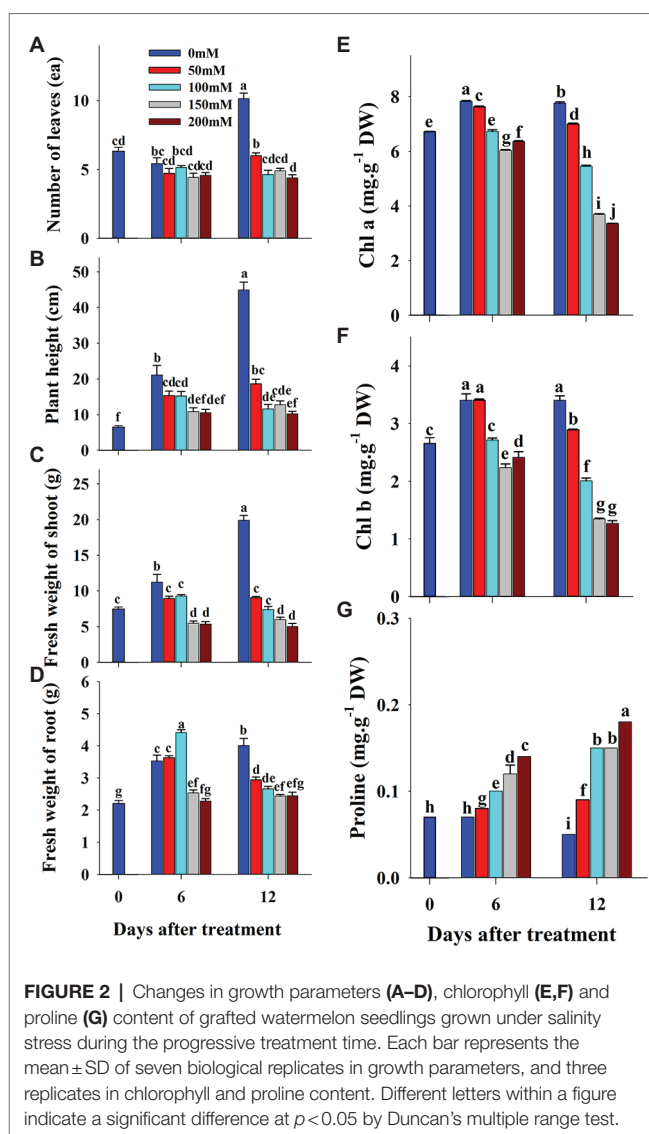 A
0mM
50mM
100mM
150mM
200mM
Number of leaves (ea)
10
5
0
cd
bc
cd
bcd
cd
cd
a
b
cd
cd
d
B
Plant height (cm)
50
40
30
20
10
0
f
b
cd
cd
def
def
a
bc
de
cde
ef
C
Fresh weight of shoot (g)
25
20
15
10
5
0
c
b
c
c
d
d
a
c
c
d
d
D
Fresh weight of root (g)
6
5
4
3
2
1
0
g
c
c
a
ef
fg
b
d
de
ef
efg
0
6
12
Days after treatment
E
Chl a (mg.g⁻¹ DW)
8
6
4
2
0
e
a
c
e
g
f
b
d
h
i
j
F
Chl b (mg.g⁻¹ DW)
4
3
2
1
0
c
a
a
c
e
d
a
b
f
g
g
G
Proline (mg.g⁻¹ DW)
0.3
0.2
0.1
0.0
h
h
g
e
d
c
i
f
b
b
a
0
6
12
Days after treatment
FIGURE 2 | Changes in growth parameters (A–D), chlorophyll (E,F) and
proline (G) content of grafted watermelon seedlings grown under salinity
stress during the progressive treatment time. Each bar represents the
mean ± SD of seven biological replicates in growth parameters, and three
replicates in chlorophyll and proline content. Different letters within a figure
indicate a significant difference at p < 0.05 by Duncan's multiple range test.